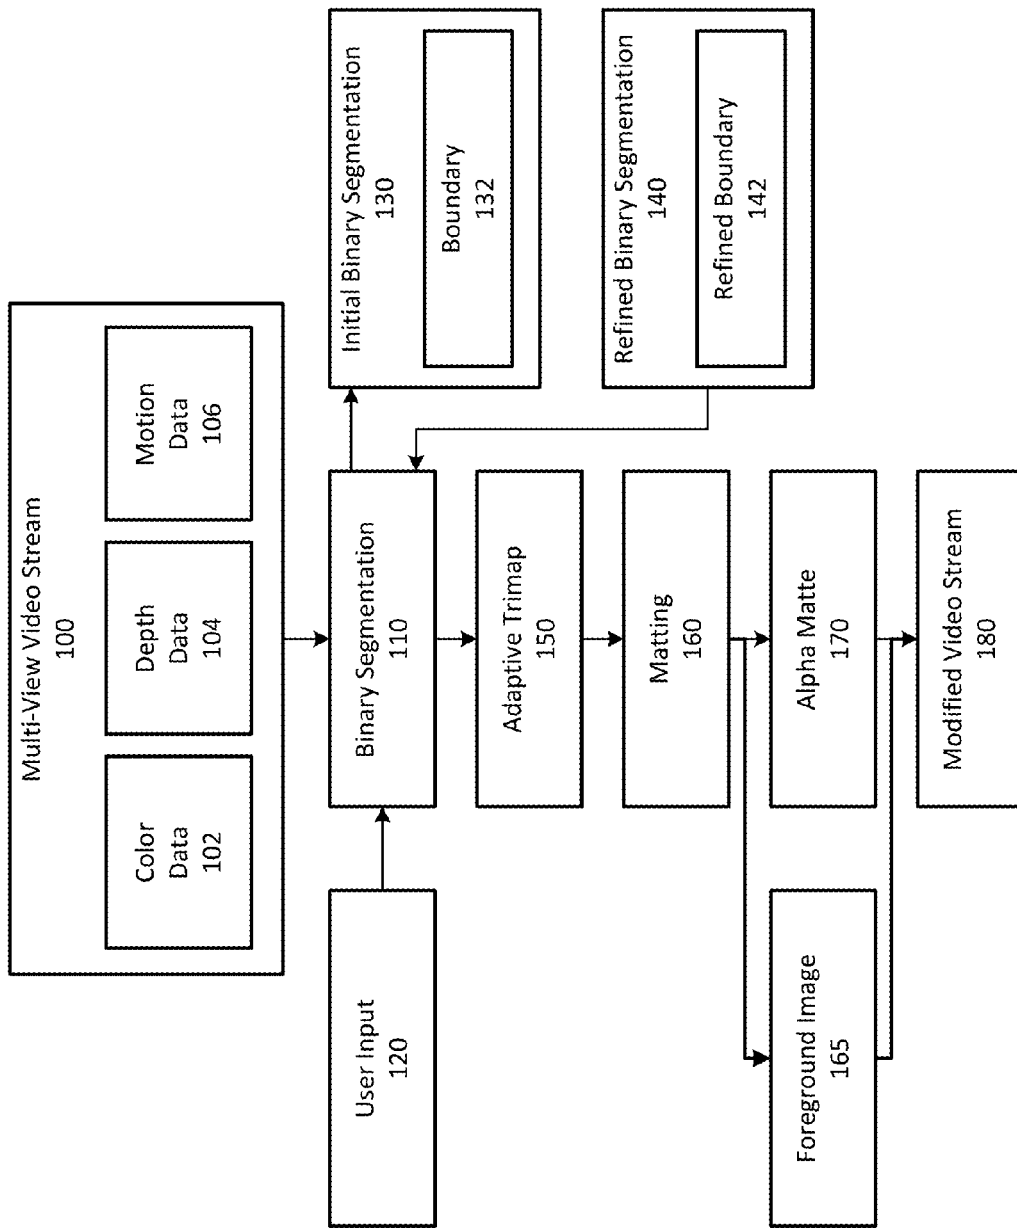 Multi-View Video Stream
100
Color
Data
102
Depth
Data
104
Motion
Data
106
User Input
120
Binary Segmentation
110
Initial Binary Segmentation
130
Boundary
132
Adaptive Trimap
150
Refined Binary Segmentation
140
Refined Boundary
142
Matting
160
Foreground Image
165
Alpha Matte
170
Modified Video Stream
180